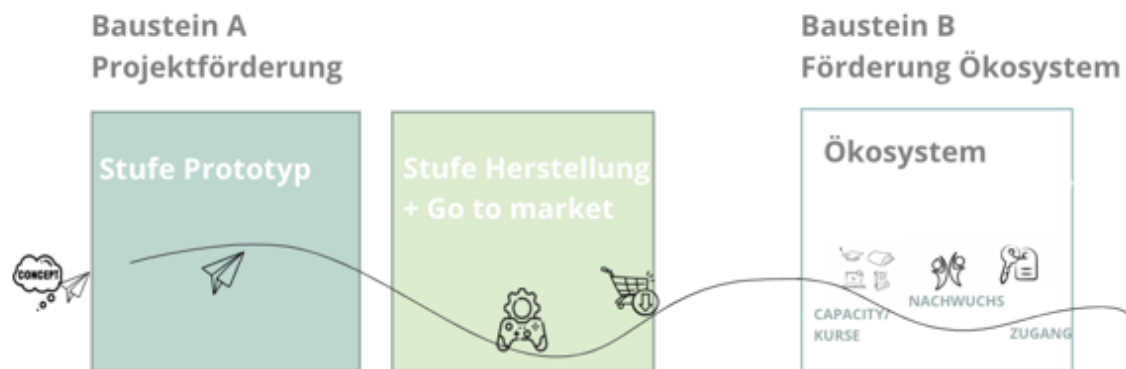 Baustein A
Projektförderung
Baustein B
Förderung Ökosystem
Stufe Prototyp
Stufe Herstellung
+ Go to market
Ökosystem
CONCEPT
CAPACITY/
KURSE
NACHWUCHS
ZUGANG